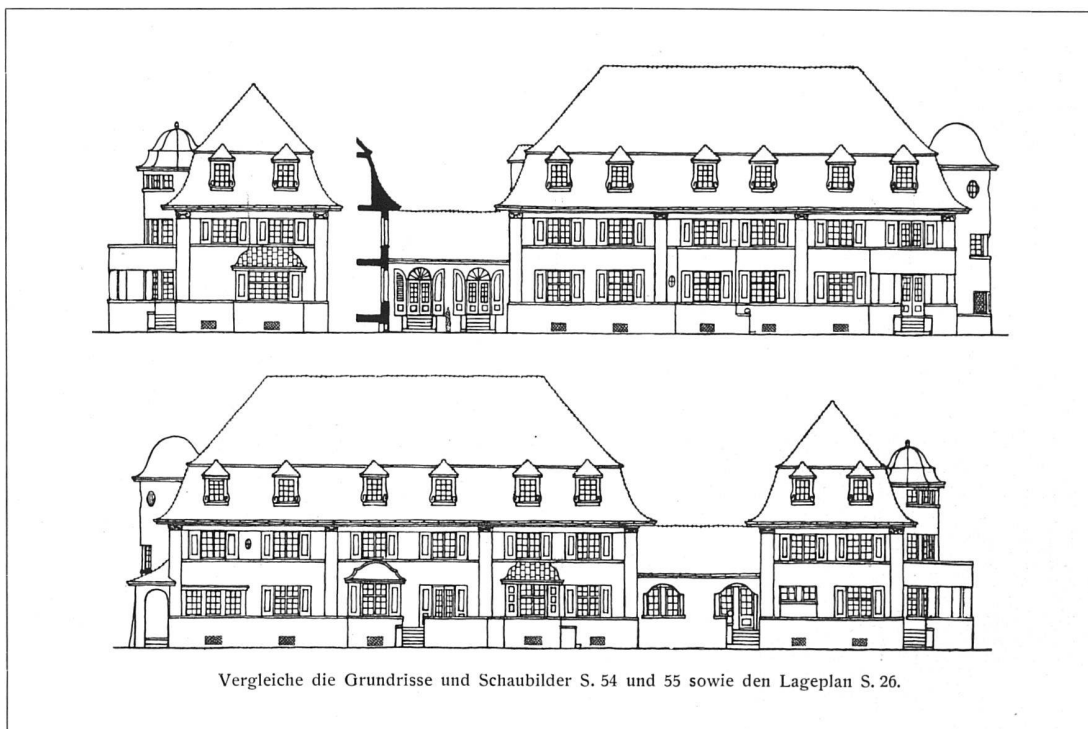 Vergleiche die Grundrisse und Schaubilder S. 54 und 55 sowie den Lageplan S. 26.